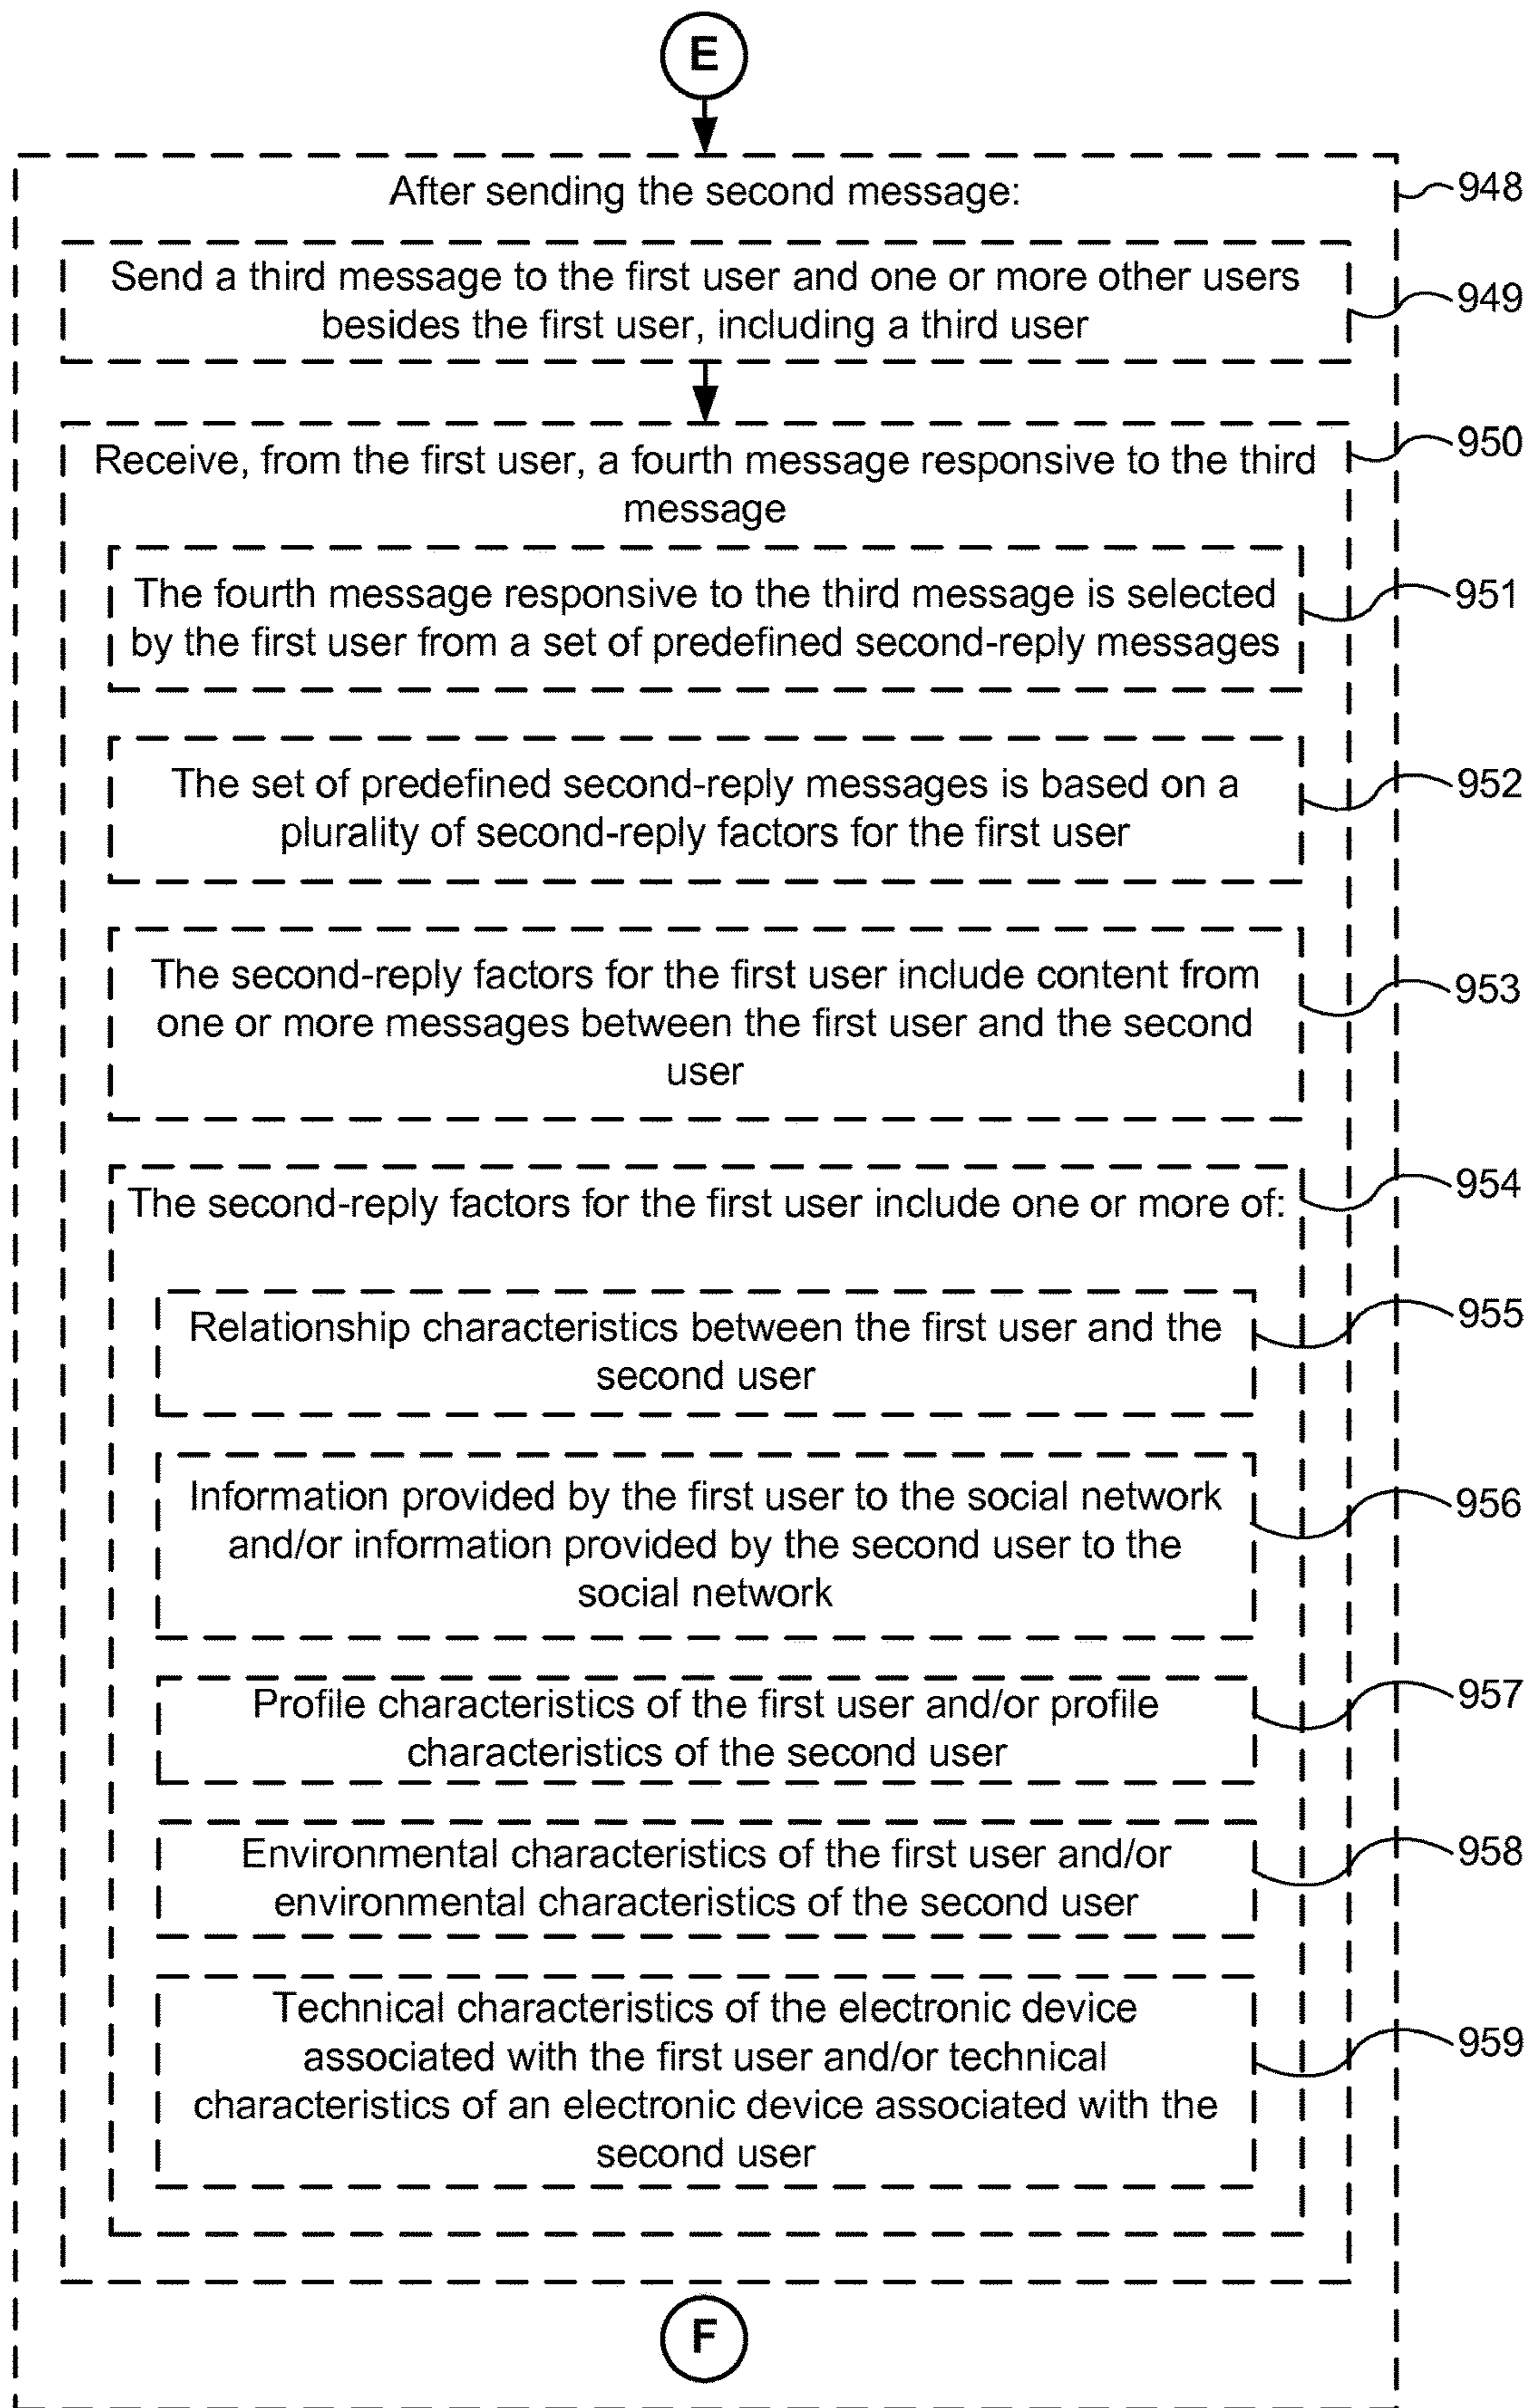 E
After sending the second message:
948
Send a third message to the first user and one or more other users
besides the first user, including a third user
949
Receive, from the first user, a fourth message responsive to the third
message
950
The fourth message responsive to the third message is selected
by the first user from a set of predefined second-reply messages
951
The set of predefined second-reply messages is based on a
plurality of second-reply factors for the first user
952
The second-reply factors for the first user include content from
one or more messages between the first user and the second
user
953
The second-reply factors for the first user include one or more of:
954
Relationship characteristics between the first user and the
second user
955
Information provided by the first user to the social network
and/or information provided by the second user to the
social network
956
Profile characteristics of the first user and/or profile
characteristics of the second user
957
Environmental characteristics of the first user and/or
environmental characteristics of the second user
958
Technical characteristics of the electronic device
associated with the first user and/or technical
characteristics of an electronic device associated with the
second user
959
F